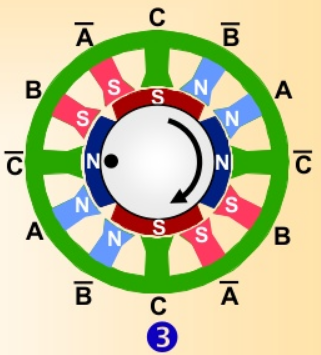 C
A̅ B̅
S S N
B A
S N
C̅ N N C̅
N S
A B
N S S
B̅ A̅
C
3